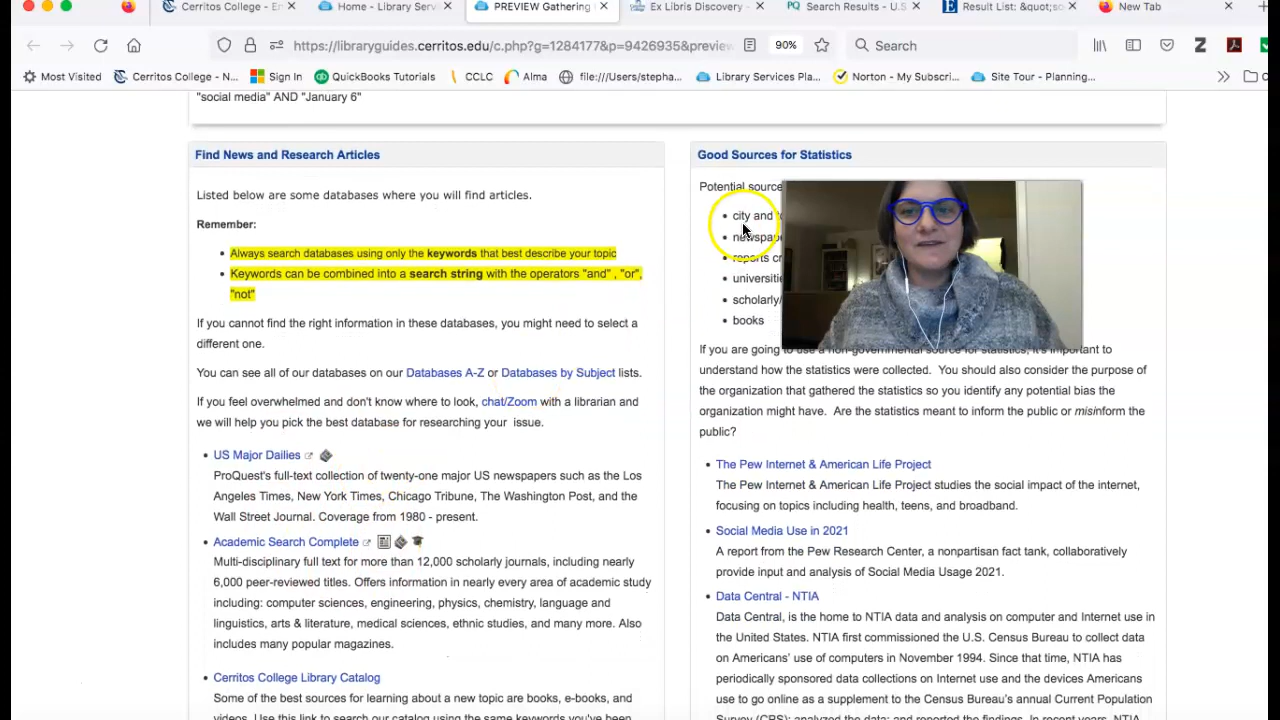 Cerritos College - En
Home - Library Serv
PREVIEW Gathering
Ex Libris Discovery -
Search Results - U.S
Result List: &quot;so
New Tab
https://libraryguides.cerritos.edu/c.php?g=1284177&p=9426935&preview
90%
Search
Most Visited
Cerritos College - N...
Sign In
QuickBooks Tutorials
CCLC
Alma
file:///Users/stepha...
Library Services Pla...
Norton - My Subscri...
Site Tour - Planning...
"social media" AND "January 6"
Find News and Research Articles
Listed below are some databases where you will find articles.
Remember:
Always search databases using only the keywords that best describe your topic
Keywords can be combined into a search string with the operators "and" , "or",
"not"
If you cannot find the right information in these databases, you might need to select a
different one.
You can see all of our databases on our Databases A-Z or Databases by Subject lists.
If you feel overwhelmed and don't know where to look, chat/Zoom with a librarian and
we will help you pick the best database for researching your issue.
US Major Dailies
ProQuest's full-text collection of twenty-one major US newspapers such as the Los
Angeles Times, New York Times, Chicago Tribune, The Washington Post, and the
Wall Street Journal. Coverage from 1980 - present.
Academic Search Complete
Multi-disciplinary full text for more than 12,000 scholarly journals, including nearly
6,000 peer-reviewed titles. Offers information in nearly every area of academic study
including: computer sciences, engineering, physics, chemistry, language and
linguistics, arts & literature, medical sciences, ethnic studies, and many more. Also
includes many popular magazines.
Cerritos College Library Catalog
Some of the best sources for learning about a new topic are books, e-books, and
videos. Use this link to search our catalog using the same keywords you've been
Good Sources for Statistics
Potential source
city and
newspape
reports
universitie
scholarly/
books
If you are going to use a non-governmental source for statistics, it's important to
understand how the statistics were collected. You should also consider the purpose of
the organization that gathered the statistics so you identify any potential bias the
organization might have. Are the statistics meant to inform the public or misinform the
public?
The Pew Internet & American Life Project
The Pew Internet & American Life Project studies the social impact of the internet,
focusing on topics including health, teens, and broadband.
Social Media Use in 2021
A report from the Pew Research Center, a nonpartisan fact tank, collaboratively
provide input and analysis of Social Media Usage 2021.
Data Central - NTIA
Data Central, is the home to NTIA data and analysis on computer and Internet use in
the United States. NTIA first commissioned the U.S. Census Bureau to collect data
on Americans' use of computers in November 1994. Since that time, NTIA has
periodically sponsored data collections on Internet use and the devices Americans
use to go online as a supplement to the Census Bureau's annual Current Population
Survey (CPS); analyzed the data; and reported the findings. In recent years, NTIA